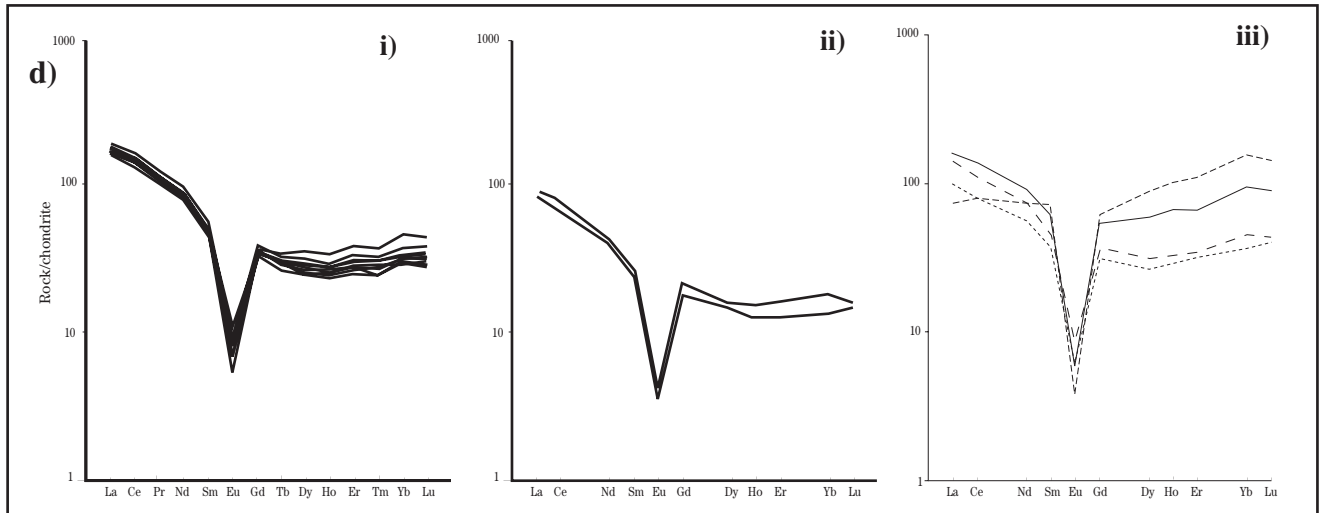 d)
i)
1000
100
10
1
Rock/chondrite
La Ce Pr Nd Sm Eu Gd Tb Dy Ho Er Tm Yb Lu
ii)
1000
100
10
1
La Ce Nd Sm Eu Gd Dy Ho Er Yb Lu
iii)
1000
100
10
1
La Ce Nd Sm Eu Gd Dy Ho Er Yb Lu